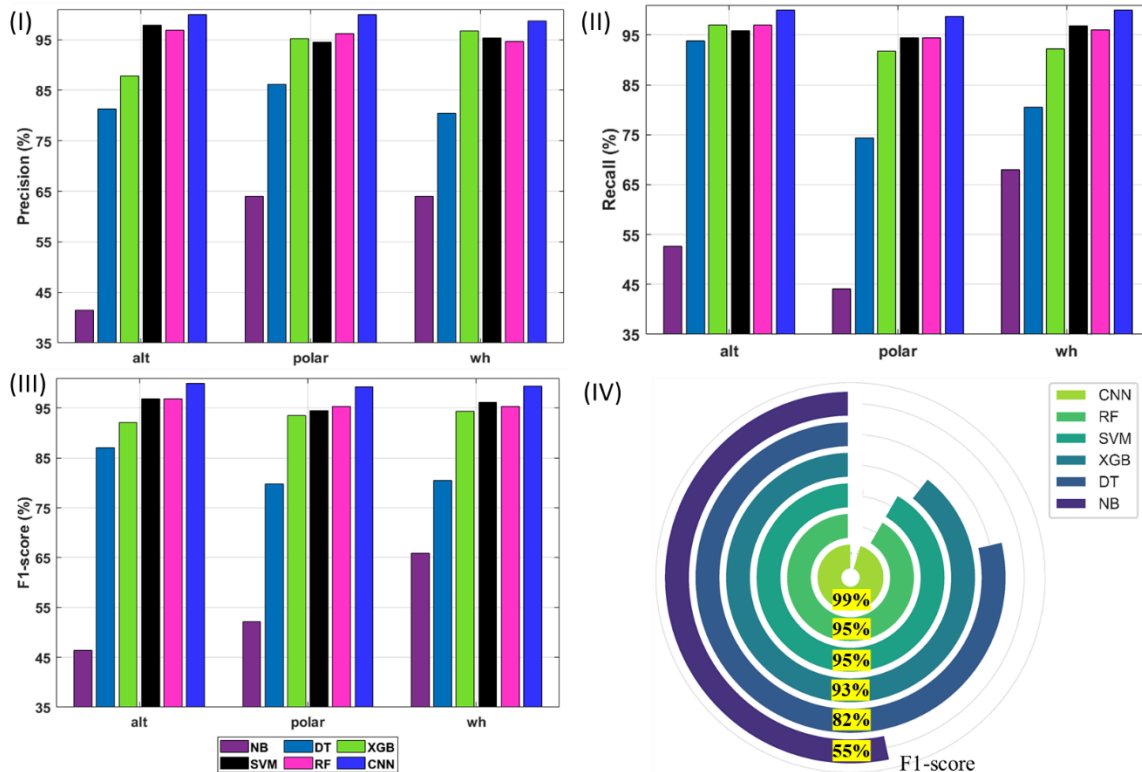 (I)
Precision (%)
95
85
75
65
55
45
35
alt polar wh
(II)
Recall (%)
95
85
75
65
55
45
35
alt polar wh
(III)
F1-score (%)
95
85
75
65
55
45
35
alt polar wh
NB DT XGB
SVM RF CNN
(IV)
CNN
RF
SVM
XGB
DT
NB
99%
95%
95%
93%
82%
55%
F1-score